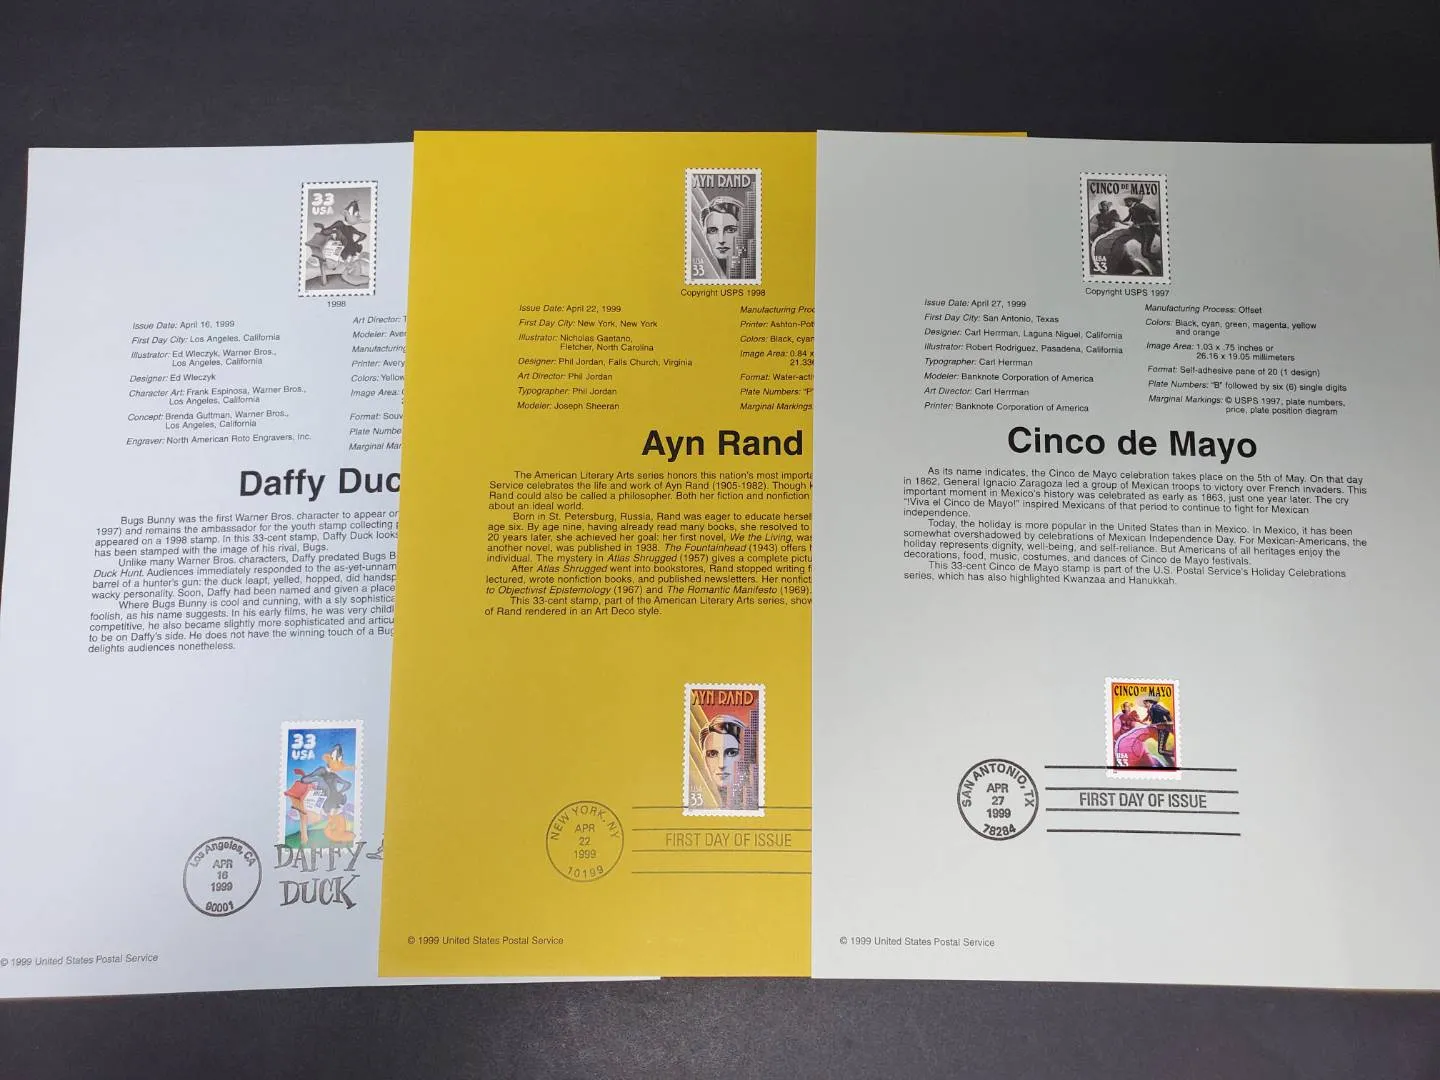 33
USA
1998
Issue Date: April 16, 1999
First Day City: Los Angeles, California
Illustrator: Ed Wleczyk, Warner Bros.,
Los Angeles, California
Designer: Ed Wleczyk
Character Art: Frank Espinosa, Warner Bros.,
Los Angeles, California
Concept: Brenda Guttman, Warner Bros.,
Los Angeles, California
Engraver: North American Roto Engravers, Inc.
Art Director:
Modeler: Aver
Manufacturing
Printer: Avery
Colors: Yellow
Image Area:
Format: Souv
Plate Numbe
Marginal Mar
Daffy Duc
Bugs Bunny was the first Warner Bros. character to appear or
1997) and remains the ambassador for the youth stamp collecting
appeared on a 1998 stamp. In this 33-cent stamp, Daffy Duck looks
has been stamped with the image of his rival, Bugs.
Unlike many Warner Bros. characters, Daffy predated Bugs B
Duck Hunt. Audiences immediately responded to the as-yet-unnam
barrel of a hunter's gun: the duck leapt, yelled, hopped, did handsp
wacky personality. Soon, Daffy had been named and given a place
Where Bugs Bunny is cool and cunning, with a sly sophistica
foolish, as his name suggests. In his early films, he was very childi
competitive, he also became slightly more sophisticated and articu
to be on Daffy's side. He does not have the winning touch of a Bug
delights audiences nonetheless.
33
USA
Los Angeles, CA
APR
16
1999
90001
DAFFY
DUCK
© 1999 United States Postal Service
AYN RAND
USA
33
Copyright USPS 1998
Issue Date: April 22, 1999
First Day City: New York, New York
Illustrator: Nicholas Gaetano,
Fletcher, North Carolina
Designer: Phil Jordan, Falls Church, Virginia
Art Director: Phil Jordan
Typographer: Phil Jordan
Modeler: Joseph Sheeran
Manufacturing Proc
Printer: Ashton-Pot
Colors: Black, cyan
Image Area: 0.84 x
21.336
Format: Water-acti
Plate Numbers: "P"
Marginal Markings
Ayn Rand
The American Literary Arts series honors this nation's most importa
Service celebrates the life and work of Ayn Rand (1905-1982). Though
Rand could also be called a philosopher. Both her fiction and nonfiction
about an ideal world.
Born in St. Petersburg, Russia, Rand was eager to educate hersel
age six. By age nine, having already read many books, she resolved to
20 years later, she achieved her goal: her first novel, We the Living, was
another novel, was published in 1938. The Fountainhead (1943) offers
individual. The mystery in Atlas Shrugged (1957) gives a complete pictu
After Atlas Shrugged went into bookstores, Rand stopped writing f
lectured, wrote nonfiction books, and published newsletters. Her nonfict
to Objectivist Epistemology (1967) and The Romantic Manifesto (1969).
This 33-cent stamp, part of the American Literary Arts series, show
of Rand rendered in an Art Deco style.
AYN RAND
USA
33
NEW YORK, NY
APR
22
1999
10199
FIRST DAY OF ISSUE
© 1999 United States Postal Service
CINCO DE MAYO
USA
33
Copyright USPS 1997
Issue Date: April 27, 1999
First Day City: San Antonio, Texas
Designer: Carl Herrman, Laguna Niguel, California
Illustrator: Robert Rodriguez, Pasadena, California
Typographer: Carl Herrman
Modeler: Banknote Corporation of America
Art Director: Carl Herrman
Printer: Banknote Corporation of America
Manufacturing Process: Offset
Colors: Black, cyan, green, magenta, yellow
and orange
Image Area: 1.03 x .75 inches or
26.16 x 19.05 millimeters
Format: Self-adhesive pane of 20 (1 design)
Plate Numbers: "B" followed by six (6) single digits
Marginal Markings: © USPS 1997, plate numbers,
price, plate position diagram
Cinco de Mayo
As its name indicates, the Cinco de Mayo celebration takes place on the 5th of May. On that day
in 1862, General Ignacio Zaragoza led a group of Mexican troops to victory over French invaders. This
important moment in Mexico's history was celebrated as early as 1863, just one year later. The cry
"!Viva el Cinco de Mayo!" inspired Mexicans of that period to continue to fight for Mexican
independence.
Today, the holiday is more popular in the United States than in Mexico. In Mexico, it has been
somewhat overshadowed by celebrations of Mexican Independence Day. For Mexican-Americans, the
holiday represents dignity, well-being, and self-reliance. But Americans of all heritages enjoy the
decorations, food, music, costumes, and dances of Cinco de Mayo festivals.
This 33-cent Cinco de Mayo stamp is part of the U.S. Postal Service's Holiday Celebrations
series, which has also highlighted Kwanzaa and Hanukkah.
CINCO DE MAYO
USA
33
SAN ANTONIO, TX
APR
27
1999
78284
FIRST DAY OF ISSUE
© 1999 United States Postal Service